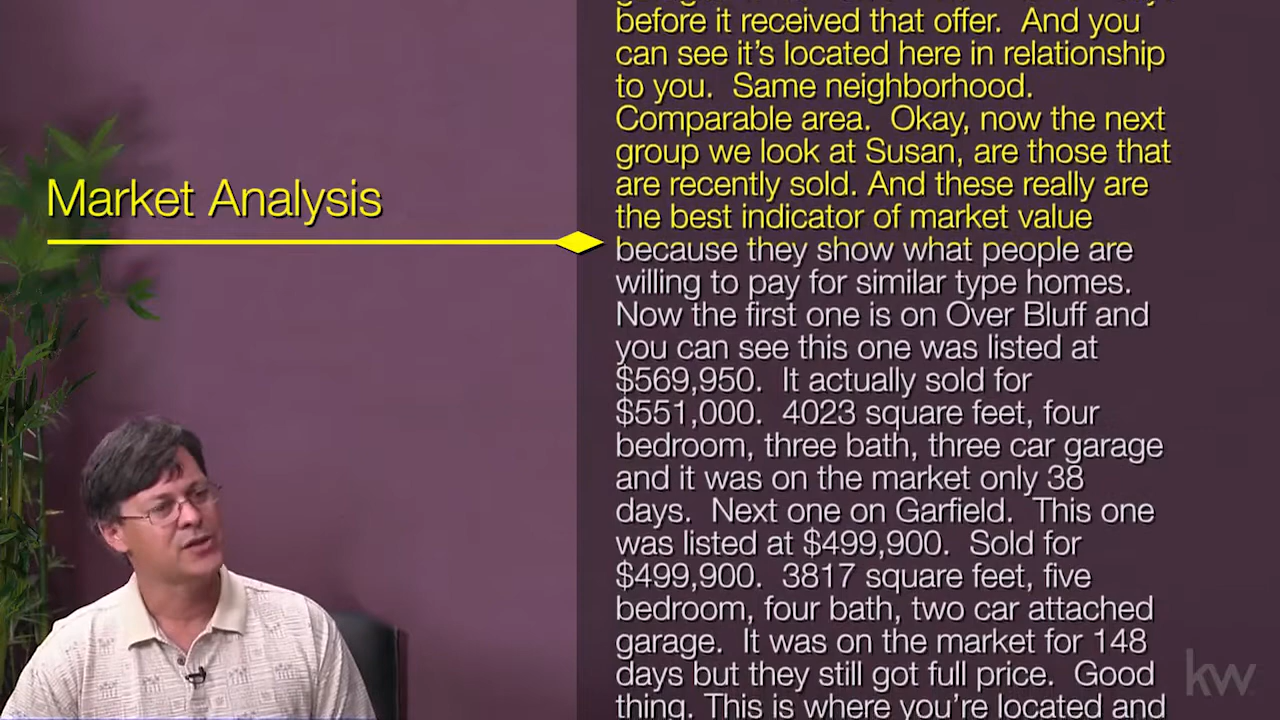 Market Analysis
before it received that offer.  And you
can see it's located here in relationship
to you.  Same neighborhood.
Comparable area.  Okay, now the next
group we look at Susan, are those that
are recently sold. And these really are
the best indicator of market value
because they show what people are
willing to pay for similar type homes.
Now the first one is on Over Bluff and
you can see this one was listed at
$569,950.  It actually sold for
$551,000.  4023 square feet, four
bedroom, three bath, three car garage
and it was on the market only 38
days.  Next one on Garfield.  This one
was listed at $499,900.  Sold for
$499,900.  3817 square feet, five
bedroom, four bath, two car attached
garage.  It was on the market for 148
days but they still got full price.  Good
thing. This is where you're located and
kw